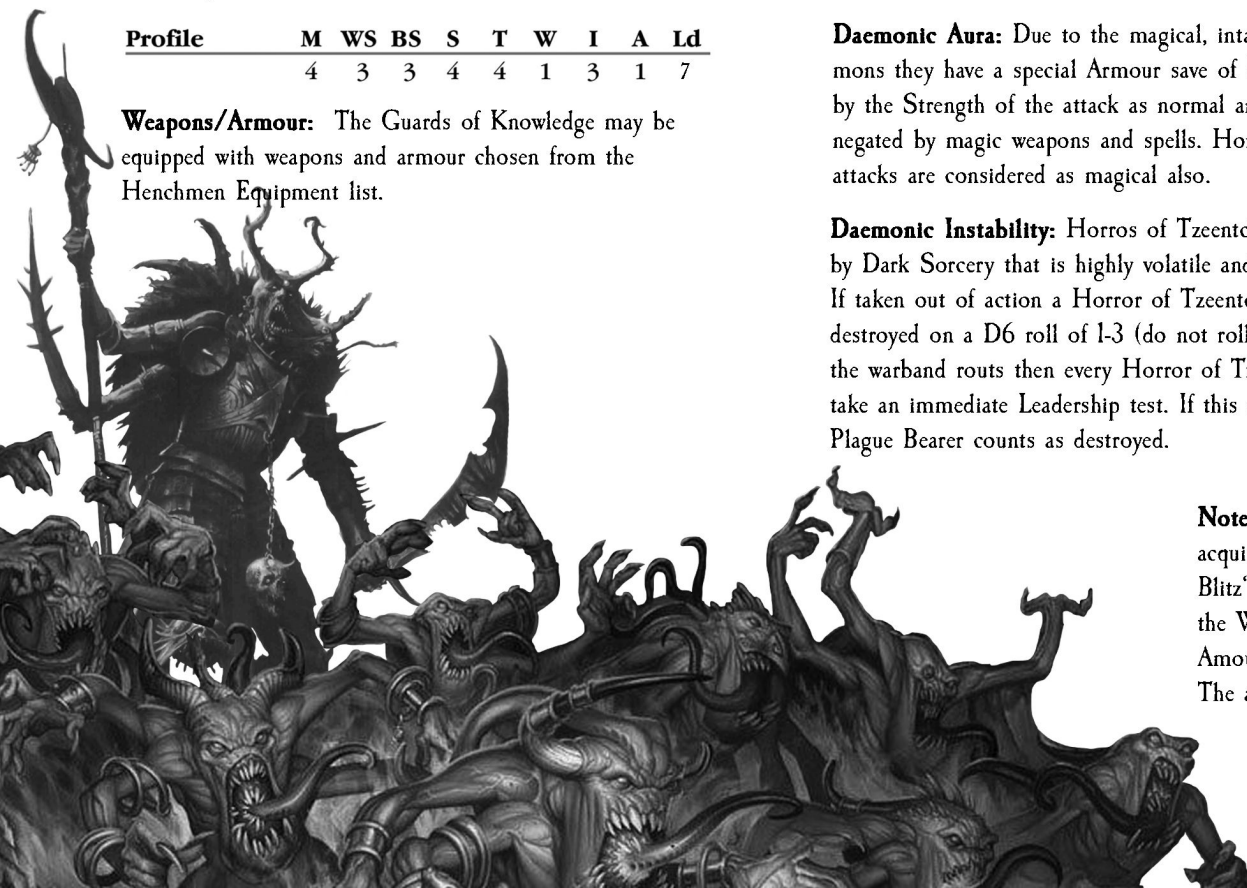 Profile M WS BS S T W I A Ld
4 3 3 4 4 1 3 1 7
Weapons/Armour: The Guards of Knowledge may be
equipped with weapons and armour chosen from the
Henchmen Equipment list.
Daemonic Aura: Due to the magical,
mons they have a special Armour save of
by the Strength of the attack as normal
negated by magic weapons and spells.
attacks are considered as magical also.
Daemonic Instability: Horros of
by Dark Sorcery that is highly volatile
If taken out of action a Horror of
destroyed on a D6 roll of 1-3 (do not
the warband routs then every Horror of
take an immediate Leadership test. If this
Plague Bearer counts as destroyed.
Note
acqui
Blitz‘
the
Amou
The